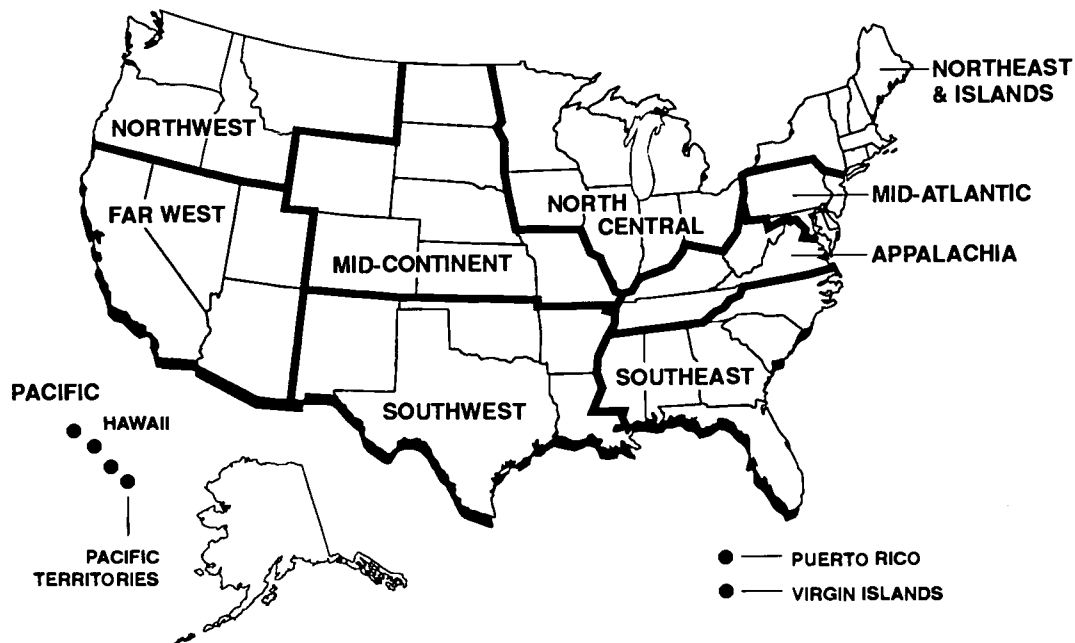 NORTHEAST
& ISLANDS
NORTHWEST
MID-ATLANTIC
FAR WEST
NORTH
CENTRAL
APPALACHIA
MID-CONTINENT
SOUTHEAST
PACIFIC
SOUTHWEST
HAWAII
PACIFIC
TERRITORIES
PUERTO RICO
VIRGIN ISLANDS